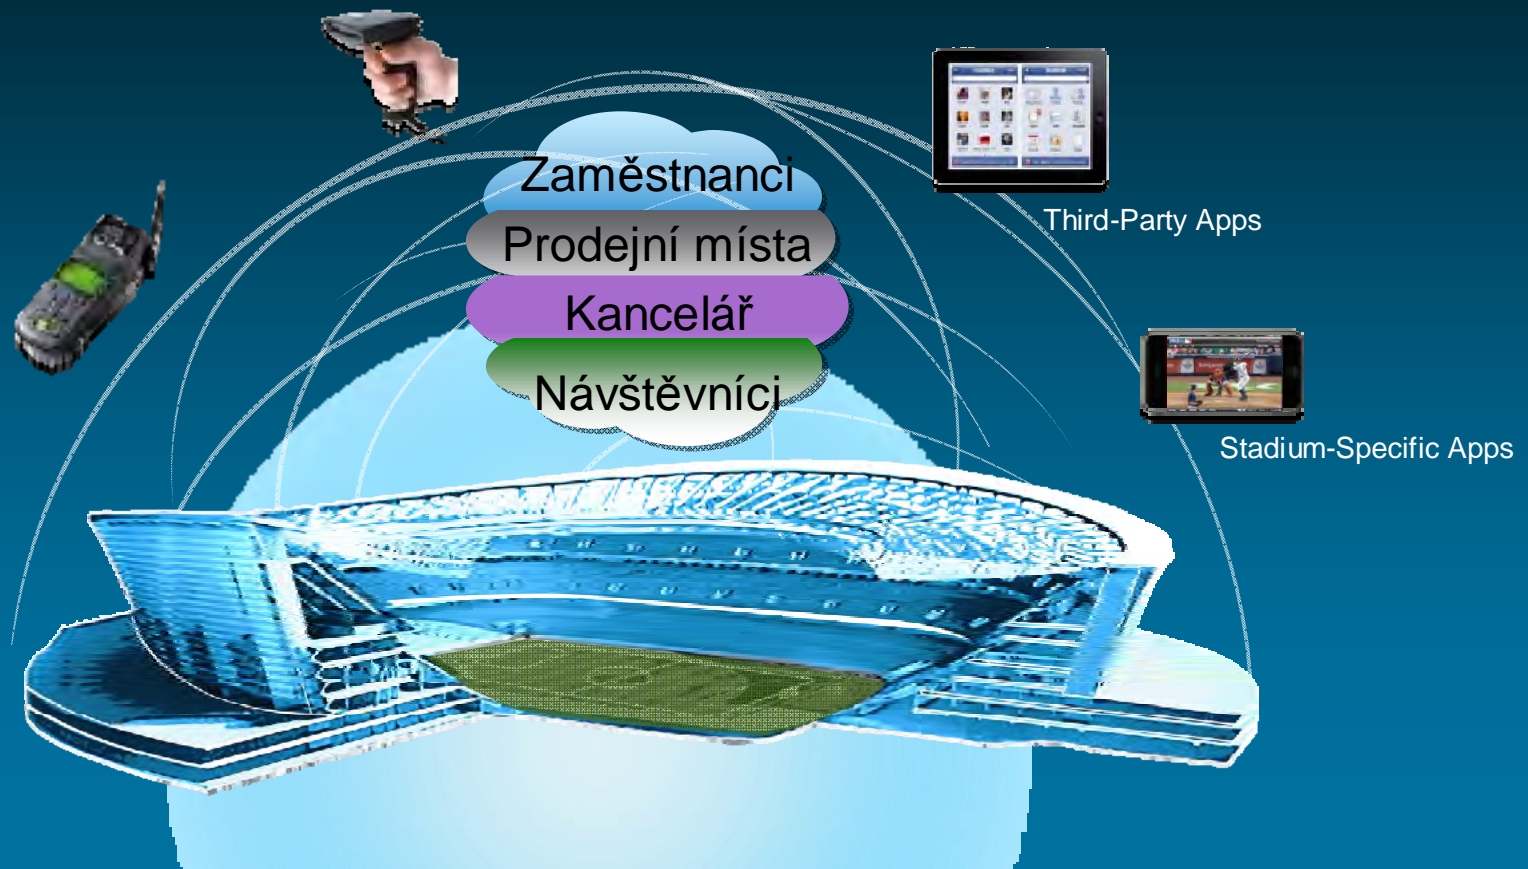 Zaměstnanci
Prodejní místa
Kancelář
Návštěvníci
Third-Party Apps
Stadium-Specific Apps